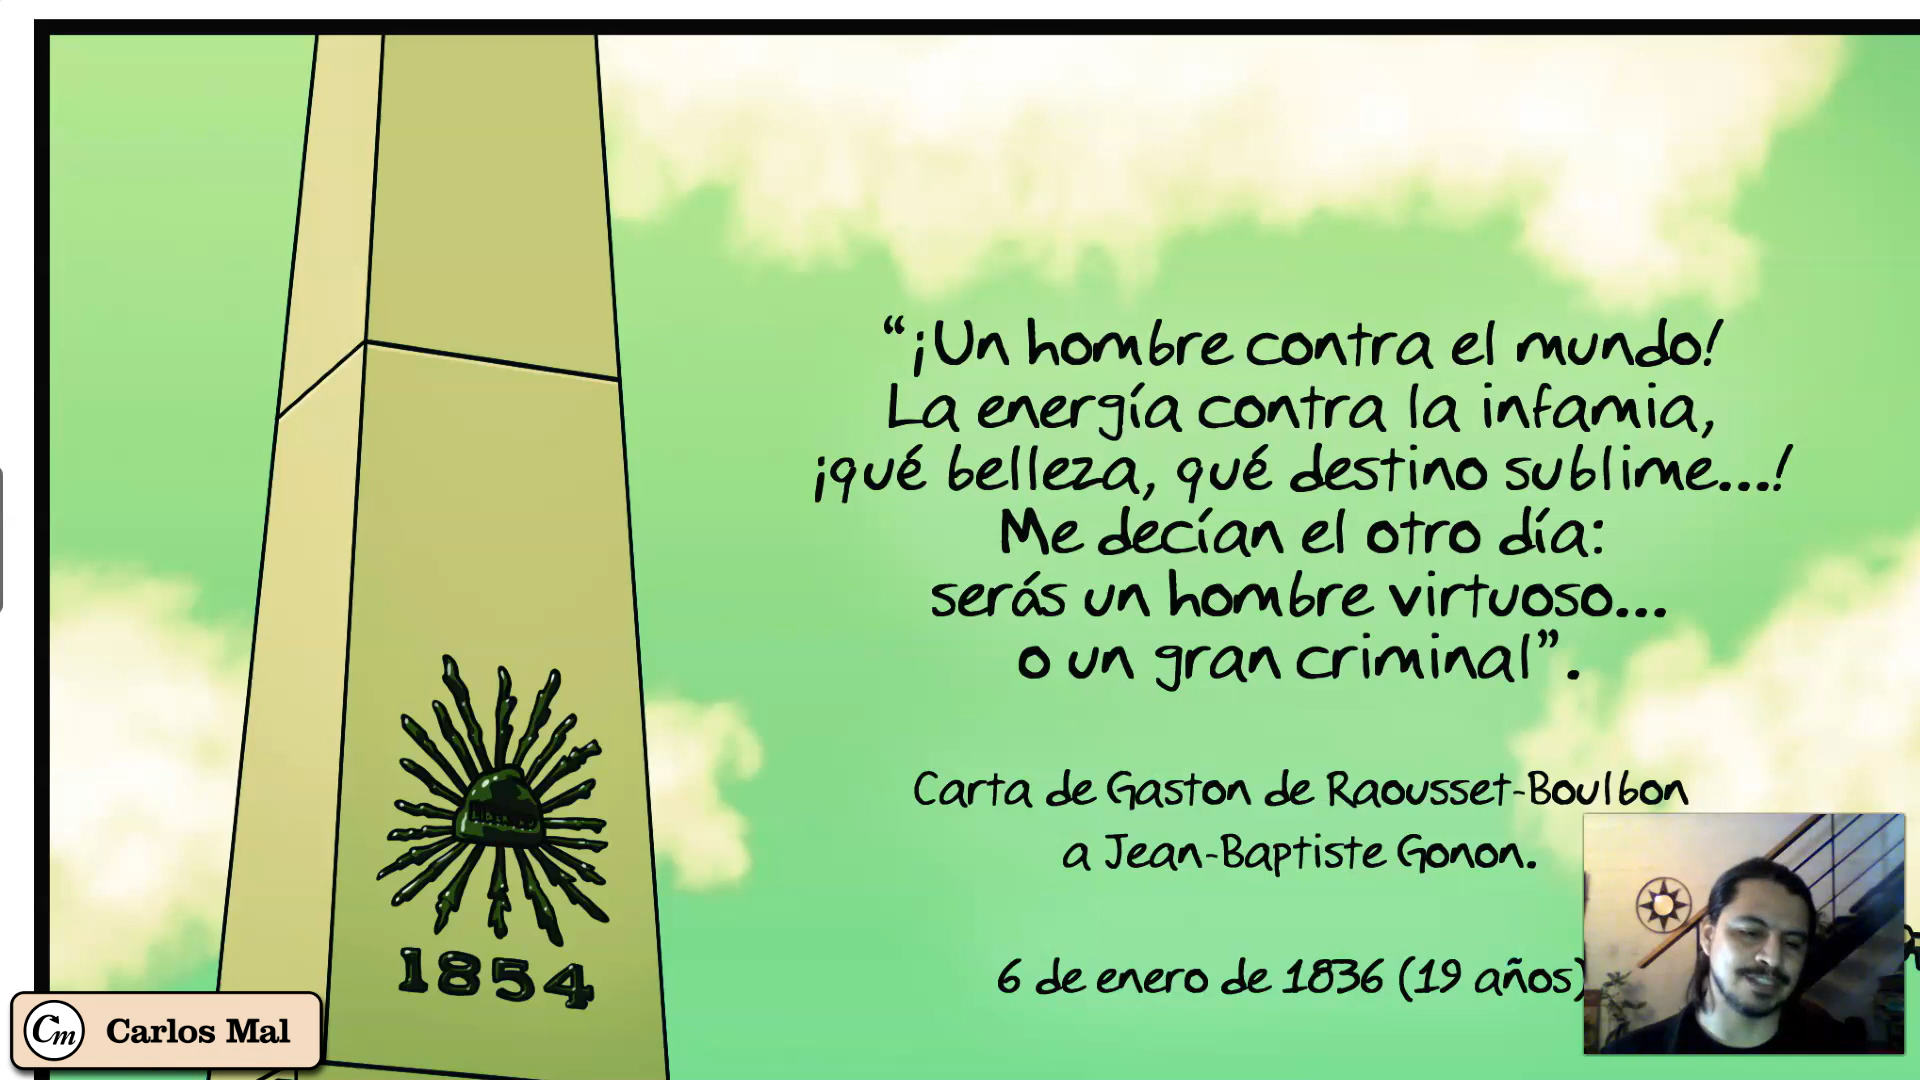 “¡Un hombre contra el mundo!
La energía contra la infamia,
¡qué belleza, qué destino sublime...!
Me decían el otro día:
serás un hombre virtuoso...
o un gran criminal”.
Carta de Gaston de Raousset-Boulbon
a Jean-Baptiste Gonon.
6 de enero de 1836 (19 años)
1854
Cm Carlos Mal